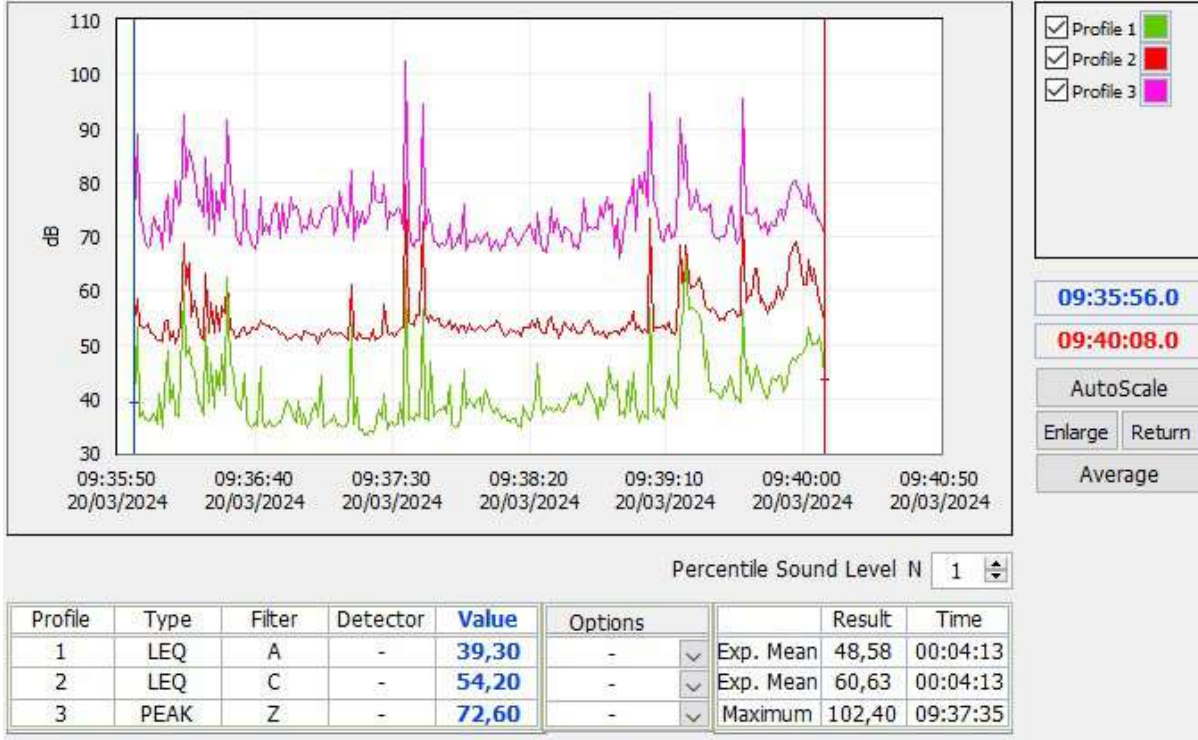 110
100
90
80
70
60
50
40
30
dB
09:35:50 09:36:40 09:37:30 09:38:20 09:39:10 09:40:00 09:40:50
20/03/2024 20/03/2024 20/03/2024 20/03/2024 20/03/2024 20/03/2024 20/03/2024
Profile 1
Profile 2
Profile 3
09:35:56.0
09:40:08.0
AutoScale
Enlarge Return
Average
Percentile Sound Level N 1
Profile Type Filter Detector Value Options Result Time
1 LEQ A - 39,30 - Exp. Mean 48,58 00:04:13
2 LEQ C - 54,20 - Exp. Mean 60,63 00:04:13
3 PEAK Z - 72,60 - Maximum 102,40 09:37:35